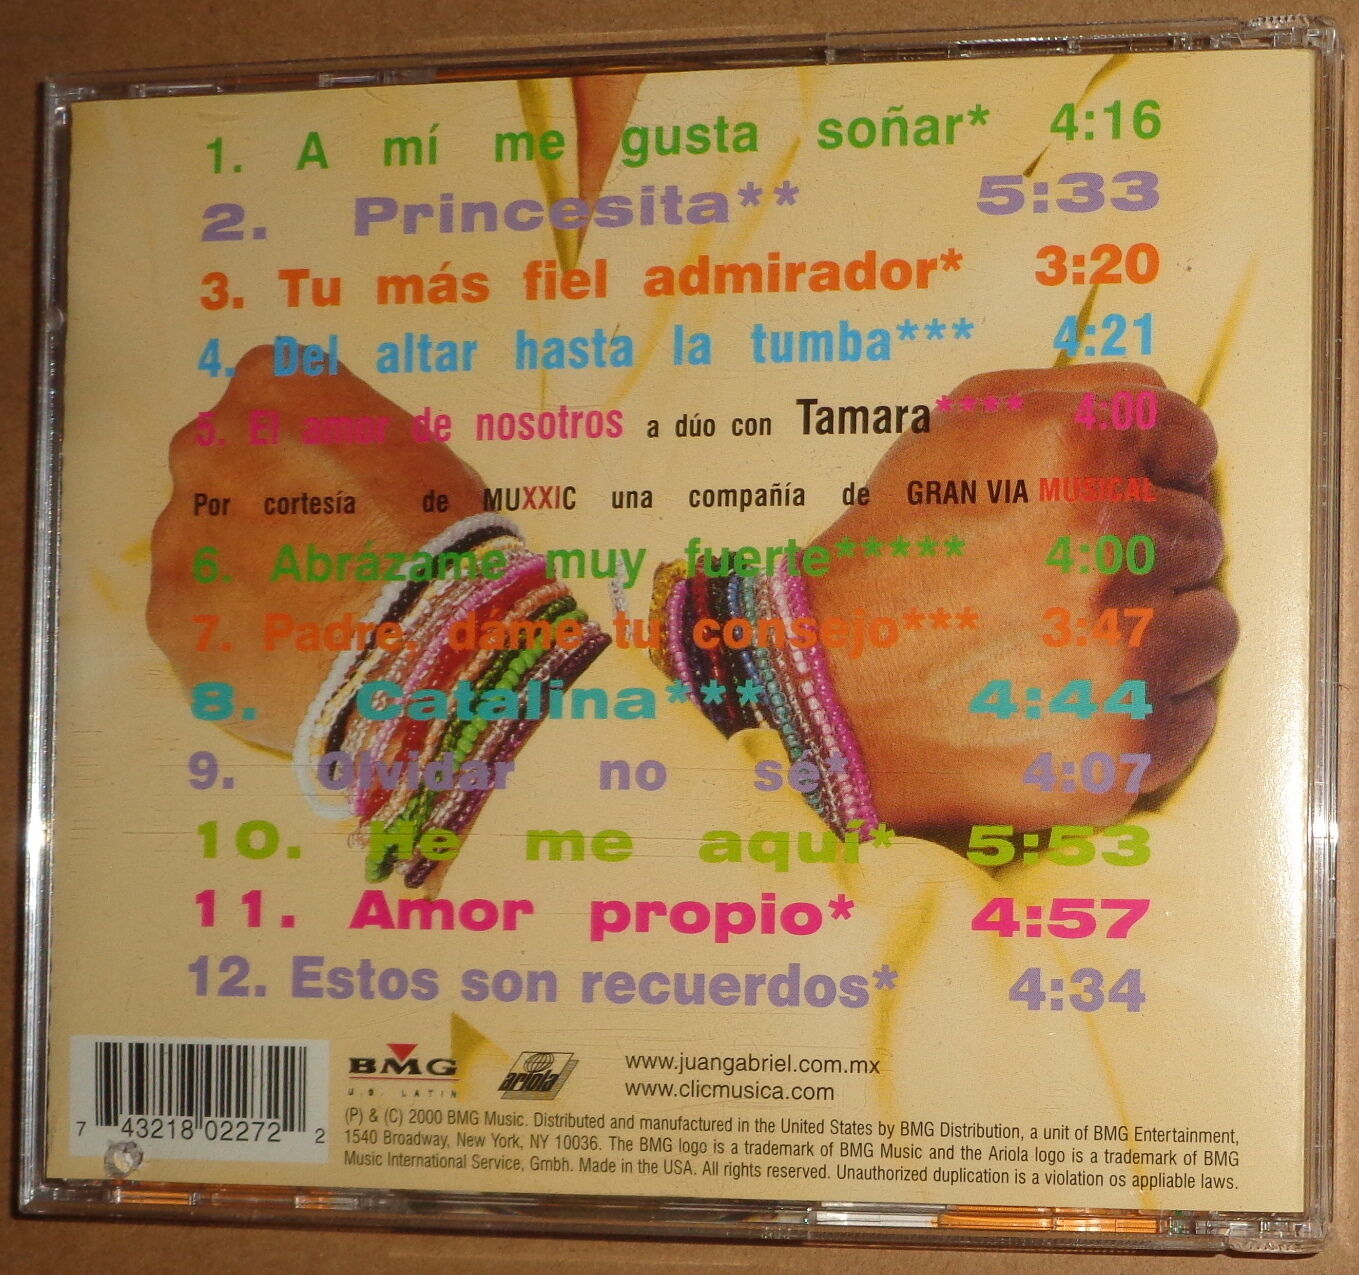 1. A mí me gusta soñar* 4:16
2. Princesita** 5:33
3. Tu más fiel admirador* 3:20
4. Del altar hasta la tumba*** 4:21
5. El amor de nosotros a dúo con Tamara**** 4:00
Por cortesía de MUXXIC una compañía de GRAN VIA MUSICAL
6. Abrázame muy fuerte***** 4:00
7. Padre, dáme tu consejo*** 3:47
8. Catalina*** 4:44
9. Olvidar no sé* 4:07
10. He me aquí* 5:53
11. Amor propio* 4:57
12. Estos son recuerdos* 4:34
7 43218 02272 2
BMG
U.S. LATIN
ariola
www.juangabriel.com.mx
www.clicmusica.com
(P) & (C) 2000 BMG Music. Distributed and manufactured in the United States by BMG Distribution, a unit of BMG Entertainment,
1540 Broadway, New York, NY 10036. The BMG logo is a trademark of BMG Music and the Ariola logo is a trademark of BMG
Music International Service, Gmbh. Made in the USA. All rights reserved. Unauthorized duplication is a violation os appliable laws.